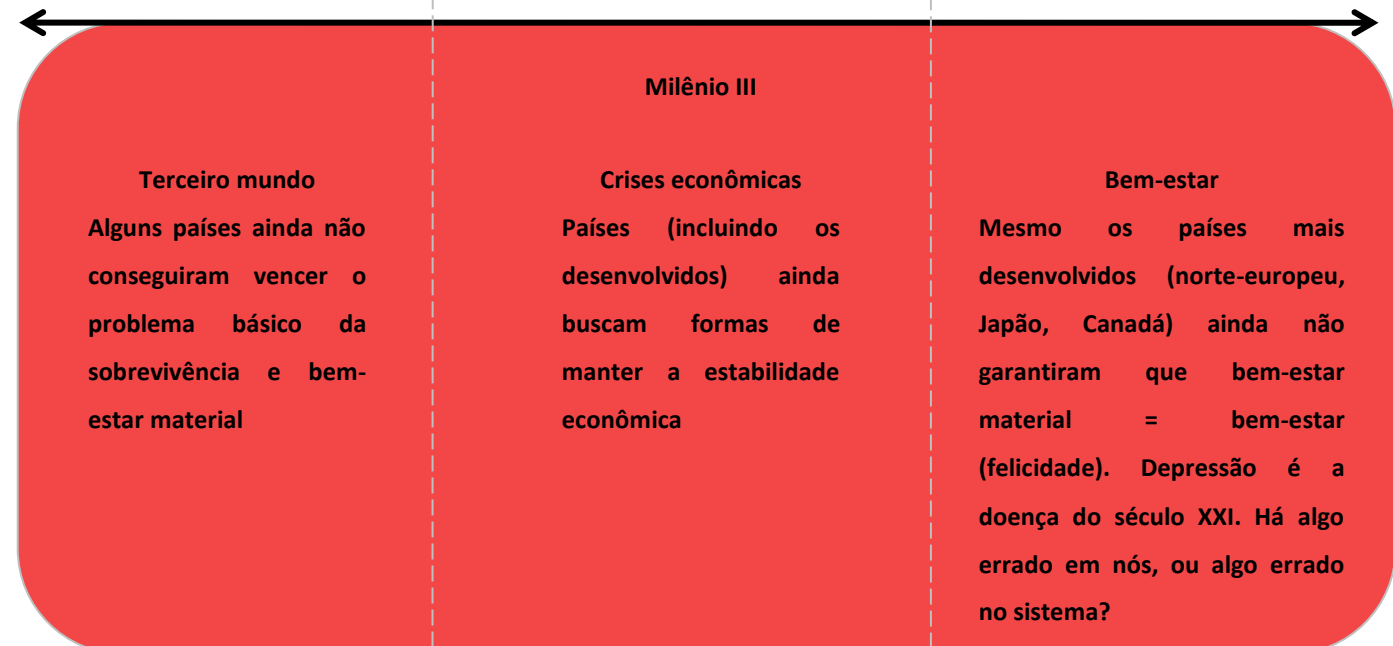 Milênio III
Terceiro mundo
Alguns países ainda não
conseguiram vencer o
problema básico da
sobrevivência e bem-
estar material
Crises econômicas
Países (incluindo os
desenvolvidos) ainda
buscam formas de
manter a estabilidade
econômica
Bem-estar
Mesmo os países mais
desenvolvidos (norte-europeu,
Japão, Canadá) ainda não
garantiram que bem-estar
material = bem-estar
(felicidade). Depressão é a
doença do século XXI. Há algo
errado em nós, ou algo errado
no sistema?